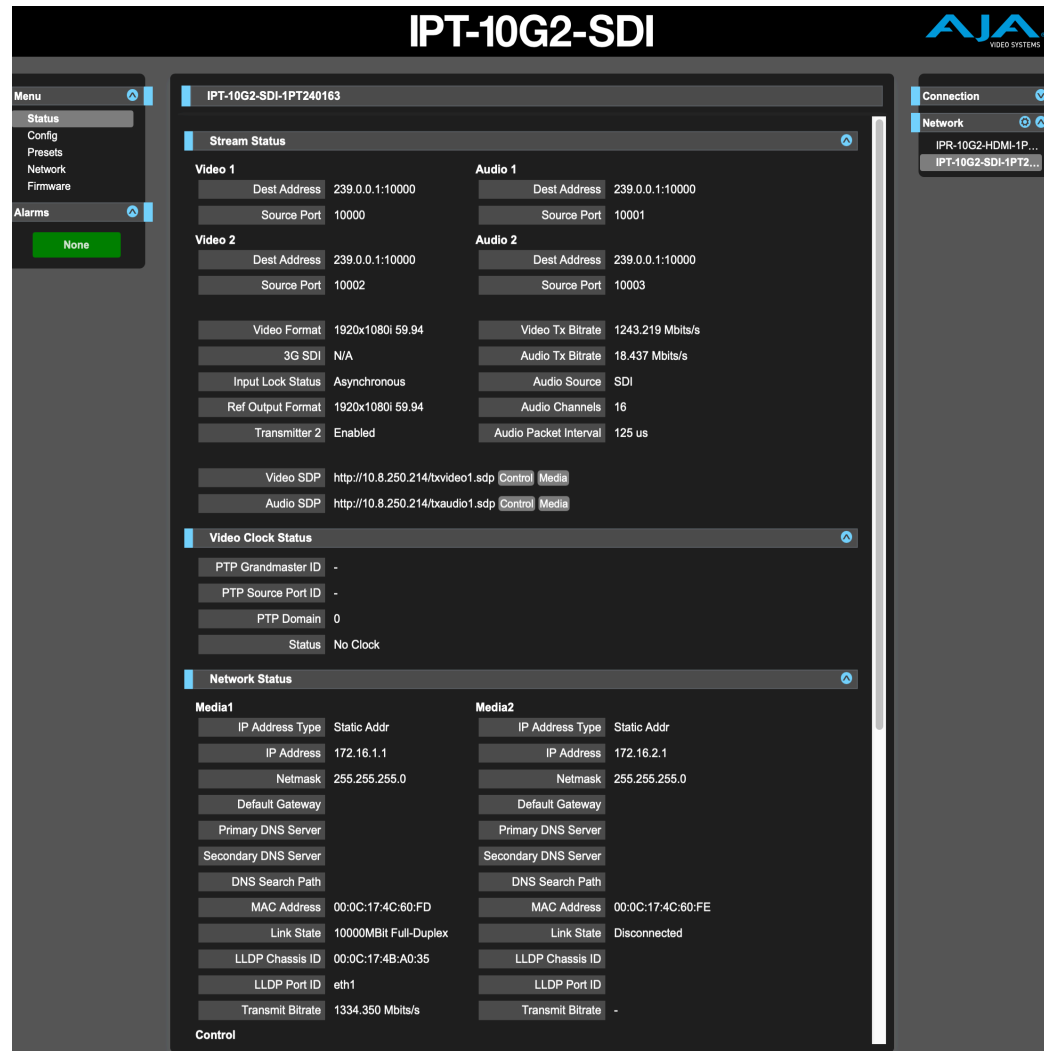 IPT-10G2-SDI
AJA
VIDEO SYSTEMS
Menu
Status
Config
Presets
Network
Firmware
Alarms
None
IPT-10G2-SDI-1PT240163
Stream Status
Video 1 Audio 1
Dest Address 239.0.0.1:10000 Dest Address 239.0.0.1:10000
Source Port 10000 Source Port 10001
Video 2 Audio 2
Dest Address 239.0.0.1:10000 Dest Address 239.0.0.1:10000
Source Port 10002 Source Port 10003
Video Format 1920x1080i 59.94 Video Tx Bitrate 1243.219 Mbits/s
3G SDI N/A Audio Tx Bitrate 18.437 Mbits/s
Input Lock Status Asynchronous Audio Source SDI
Ref Output Format 1920x1080i 59.94 Audio Channels 16
Transmitter 2 Enabled Audio Packet Interval 125 us
Video SDP http://10.8.250.214/txvideo1.sdp Control Media
Audio SDP http://10.8.250.214/txaudio1.sdp Control Media
Video Clock Status
PTP Grandmaster ID -
PTP Source Port ID -
PTP Domain 0
Status No Clock
Network Status
Media1 Media2
IP Address Type Static Addr IP Address Type Static Addr
IP Address 172.16.1.1 IP Address 172.16.2.1
Netmask 255.255.255.0 Netmask 255.255.255.0
Default Gateway Default Gateway
Primary DNS Server Primary DNS Server
Secondary DNS Server Secondary DNS Server
DNS Search Path DNS Search Path
MAC Address 00:0C:17:4C:60:FD MAC Address 00:0C:17:4C:60:FE
Link State 10000MBit Full-Duplex Link State Disconnected
LLDP Chassis ID 00:0C:17:4B:A0:35 LLDP Chassis ID
LLDP Port ID eth1 LLDP Port ID
Transmit Bitrate 1334.350 Mbits/s Transmit Bitrate -
Control
Connection
Network
IPR-10G2-HDMI-1P...
IPT-10G2-SDI-1PT2...